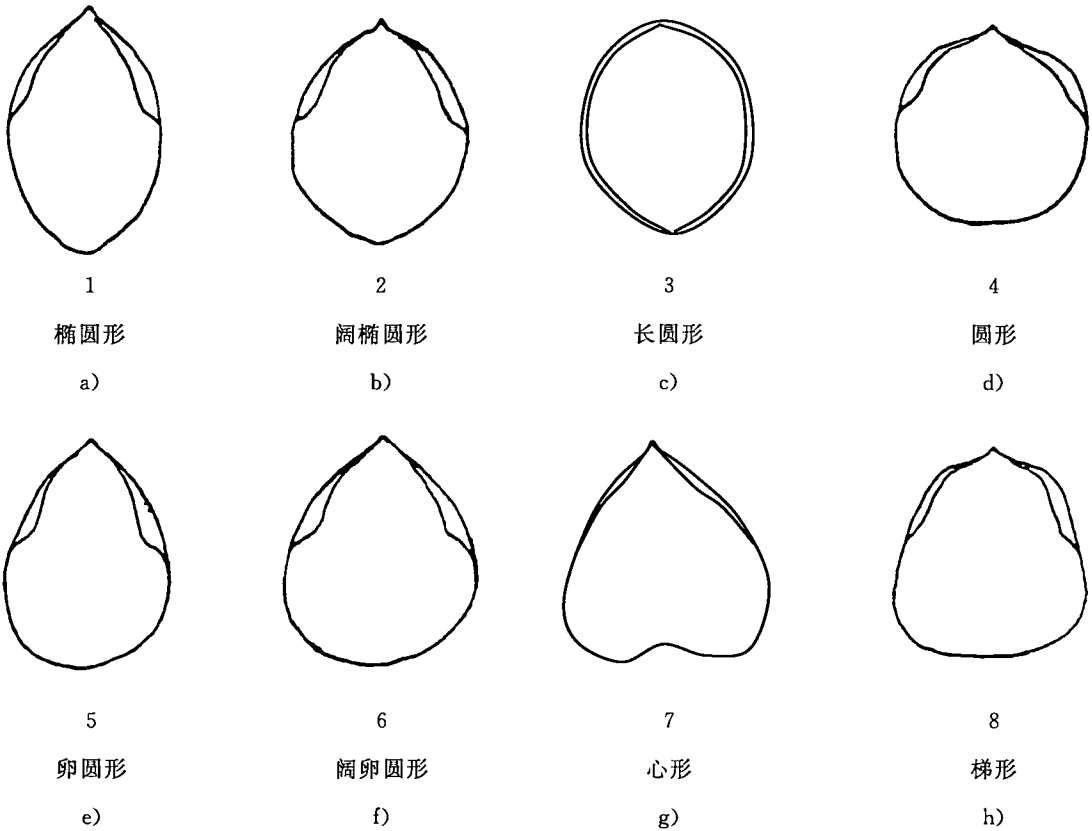 1 2 3 4
椭圆形 阔椭圆形 长圆形 圆形
a) b) c) d)
5 6 7 8
卵圆形 阔卵圆形 心形 梯形
e) f) g) h)